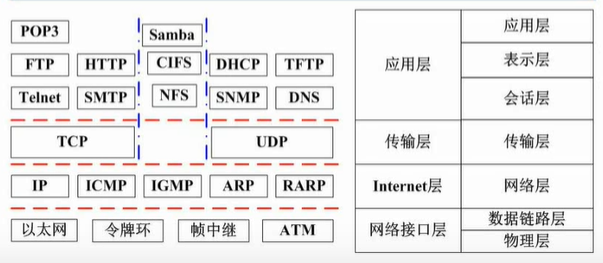 POP3
Samba
FTP HTTP CIFS DHCP TFTP
Telnet SMTP NFS SNMP DNS
TCP UDP
IP ICMP IGMP ARP RARP
以太网 令牌环 帧中继 ATM
应用层 应用层
表示层
会话层
传输层 传输层
Internet层 网络层
网络接口层 数据链路层
物理层